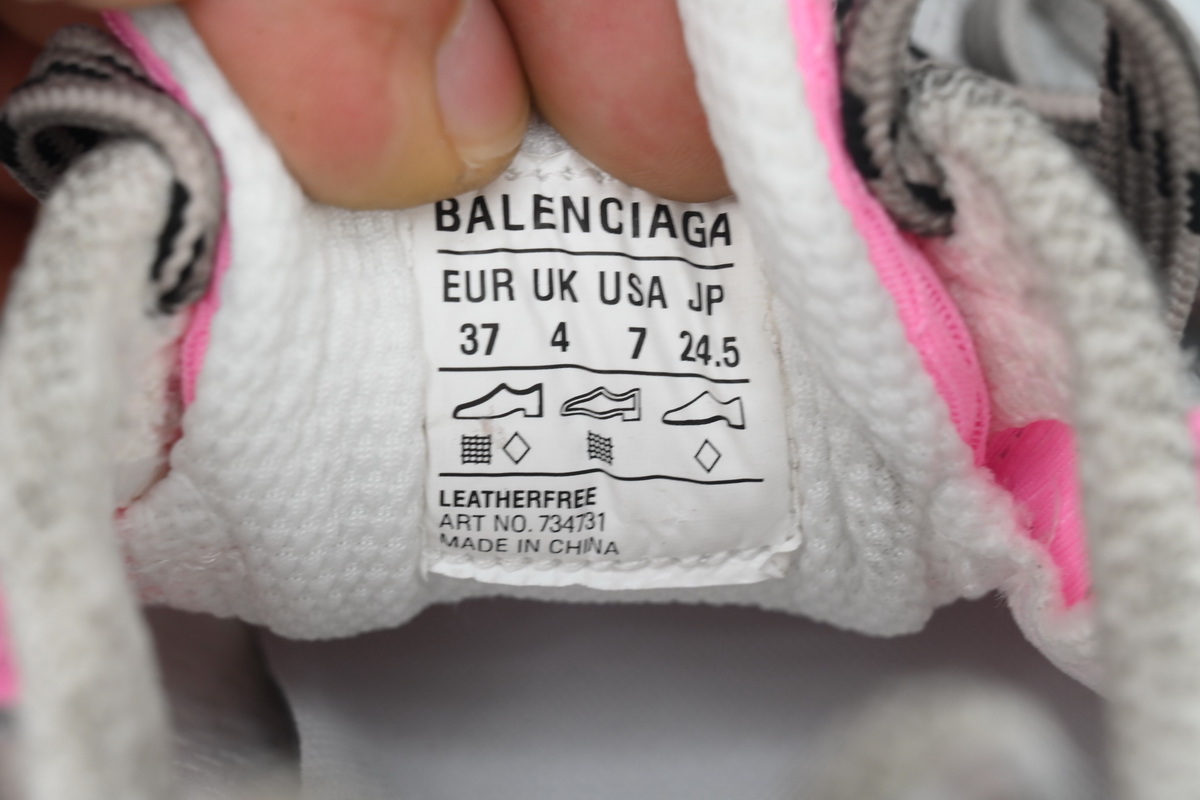 BALENCIAGA
EUR UK USA JP
37 4 7 24.5
LEATHERFREE
ART NO. 734731
MADE IN CHINA